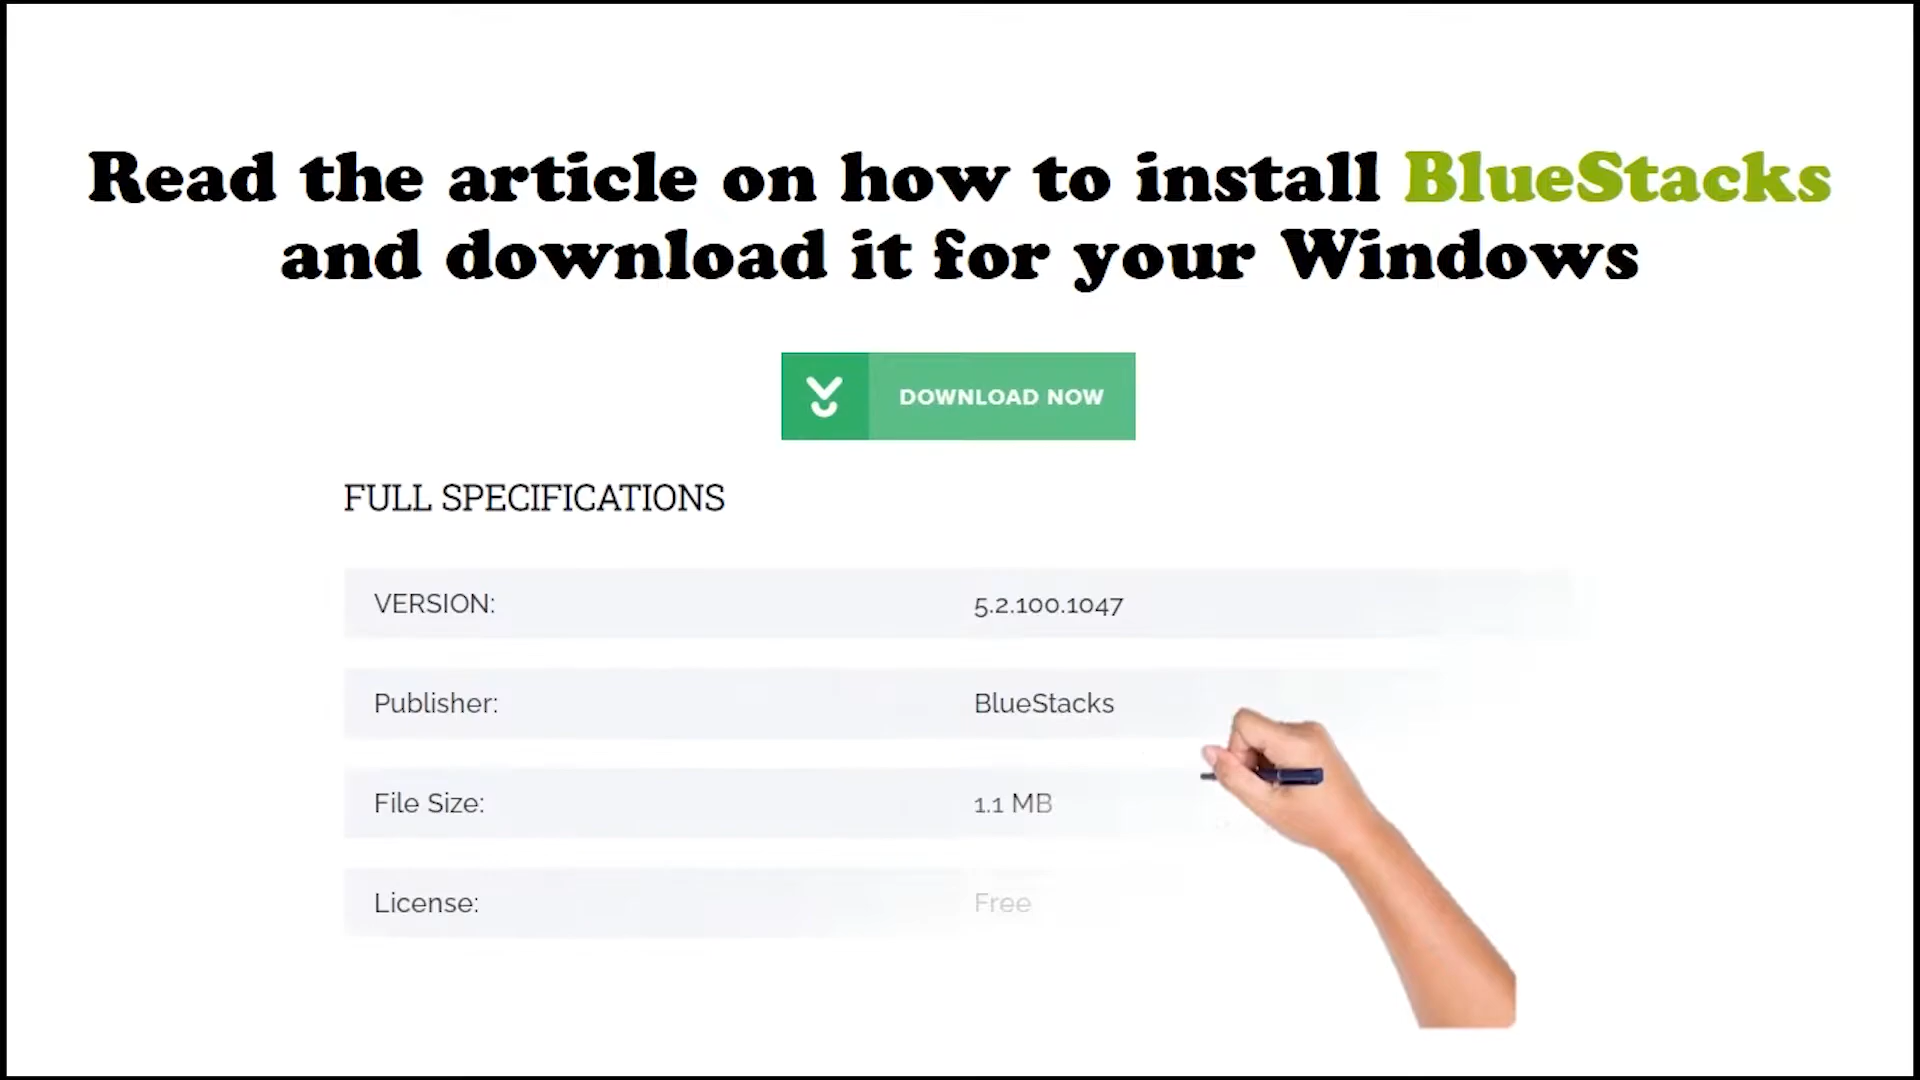 Read the article on how to install BlueStacks
and download it for your Windows
DOWNLOAD NOW
FULL SPECIFICATIONS
VERSION: 5.2.100.1047
Publisher: BlueStacks
File Size: 1.1 MB
License: Free